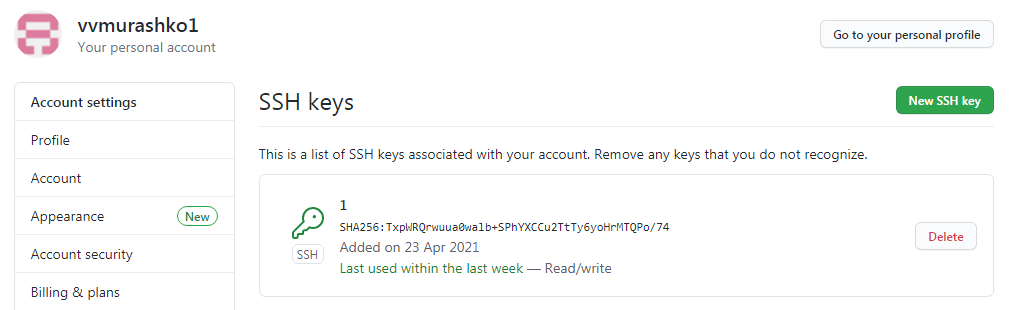 vvmurashko1
Your personal account
Go to your personal profile
Account settings
Profile
Account
Appearance New
Account security
Billing & plans
SSH keys
New SSH key
This is a list of SSH keys associated with your account. Remove any keys that you do not recognize.
1
SHA256:TxpWRQrwuua0wa1b+SPhYXCCu2TtTy6yoHrMTQPo/74
SSH
Added on 23 Apr 2021
Last used within the last week — Read/write
Delete